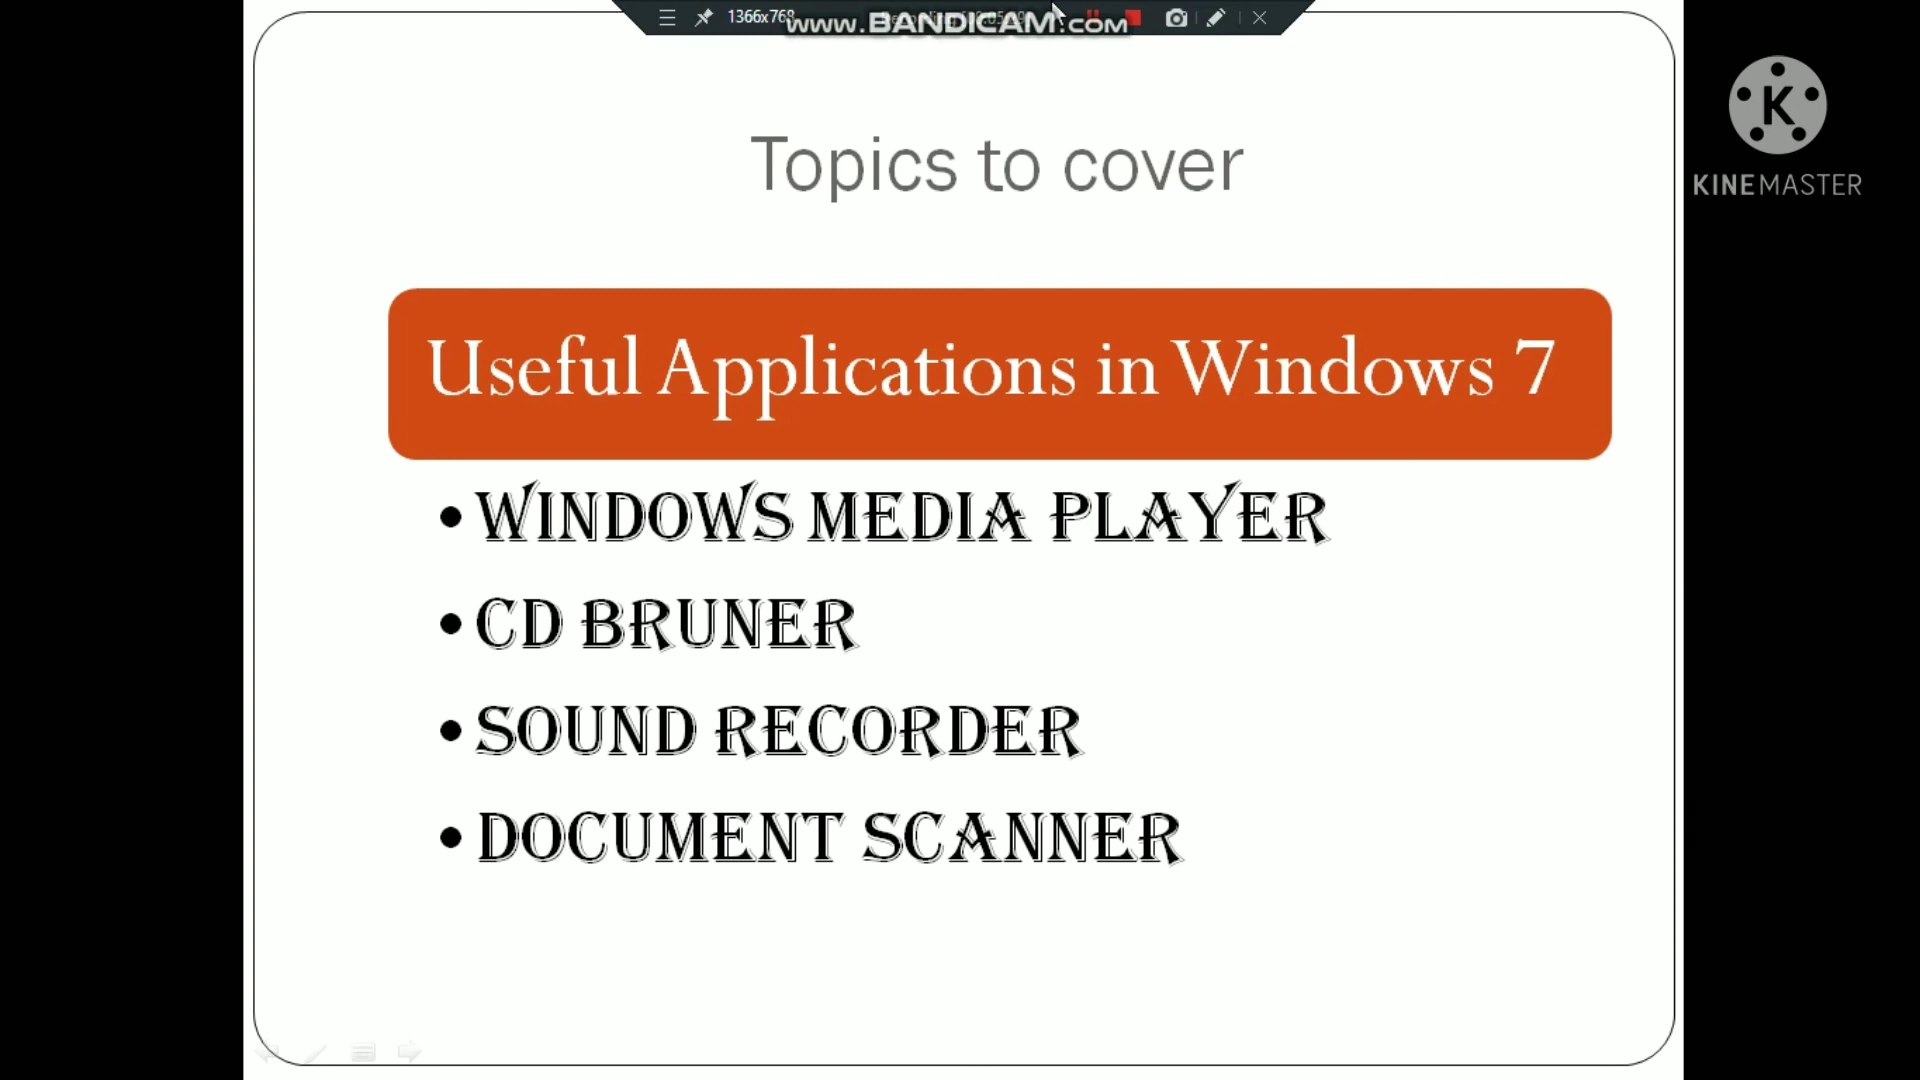 1366x768
www.BANDICAM.com
K
KINEMASTER
Topics to cover
Useful Applications in Windows 7
• WINDOWS MEDIA PLAYER
• CD BRUNER
• SOUND RECORDER
• DOCUMENT SCANNER